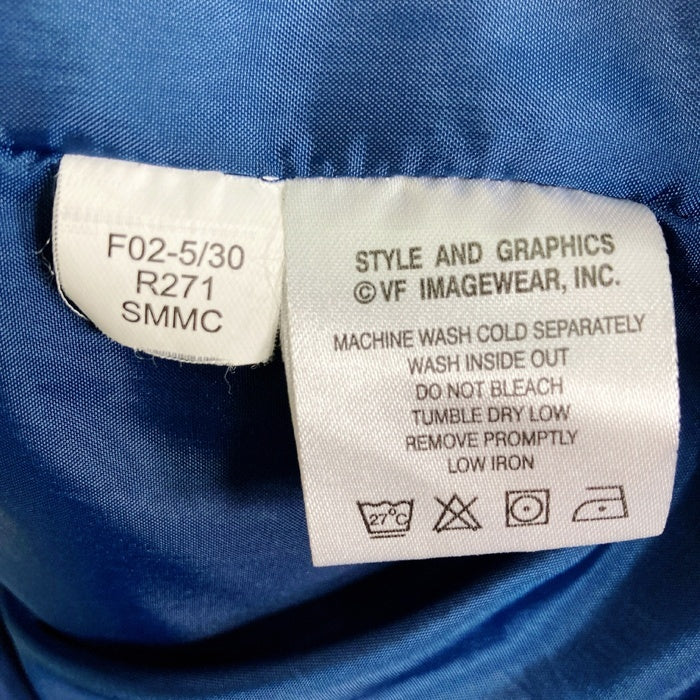 F02-5/30
R271
SMMC
STYLE AND GRAPHICS
©VF IMAGEWEAR, INC.
MACHINE WASH COLD SEPARATELY
WASH INSIDE OUT
DO NOT BLEACH
TUMBLE DRY LOW
REMOVE PROMPTLY
LOW IRON
27°C